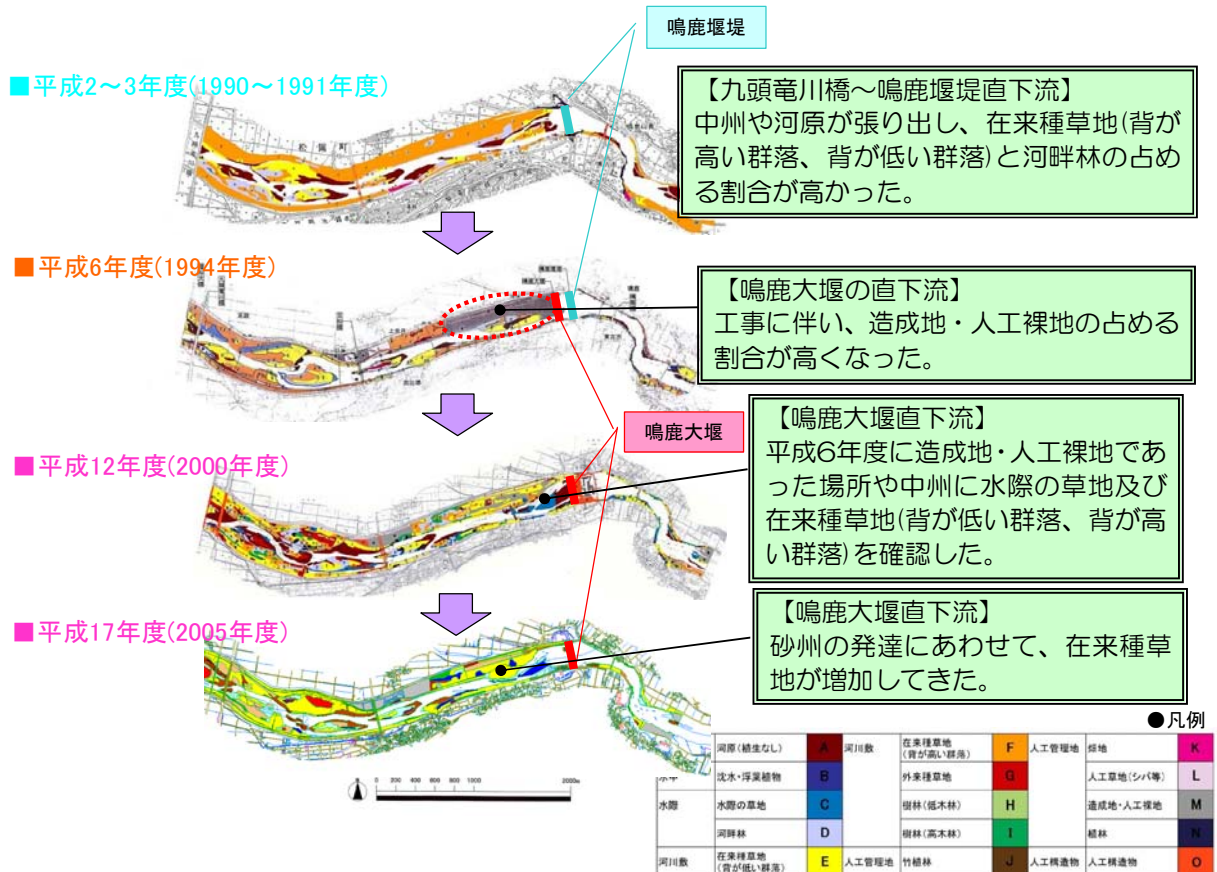 鳴鹿堰堤
■平成2～3年度(1990～1991年度)
【九頭竜川橋～鳴鹿堰堤直下流】
中州や河原が張り出し、在来種草地(背が
高い群落、背が低い群落)と河畔林の占め
る割合が高かった。
松岡町
■平成6年度(1994年度)
【鳴鹿大堰の直下流】
工事に伴い、造成地・人工裸地の占める
割合が高くなった。
鳴鹿大堰
■平成12年度(2000年度)
【鳴鹿大堰直下流】
平成6年度に造成地・人工裸地であ
った場所や中州に水際の草地及び
在来種草地(背が低い群落、背が高
い群落)を確認した。
■平成17年度(2005年度)
【鳴鹿大堰直下流】
砂州の発達にあわせて、在来種草
地が増加してきた。
●凡例
河原(植生なし) A 河川敷 在来種草地(背が高い群落) F 人工管理地 畑地 K
沈水・浮葉植物 B 外来種草地 G 人工草地(シバ等) L
水際 水際の草地 C 樹林(低木林) H 造成地・人工裸地 M
河畔林 D 樹林(高木林) I 植林 N
河川敷 在来種草地(背が低い群落) E 人工管理地 竹植林 J 人工構造物 人工構造物 O
0 200 400 600 800 1000 2000m